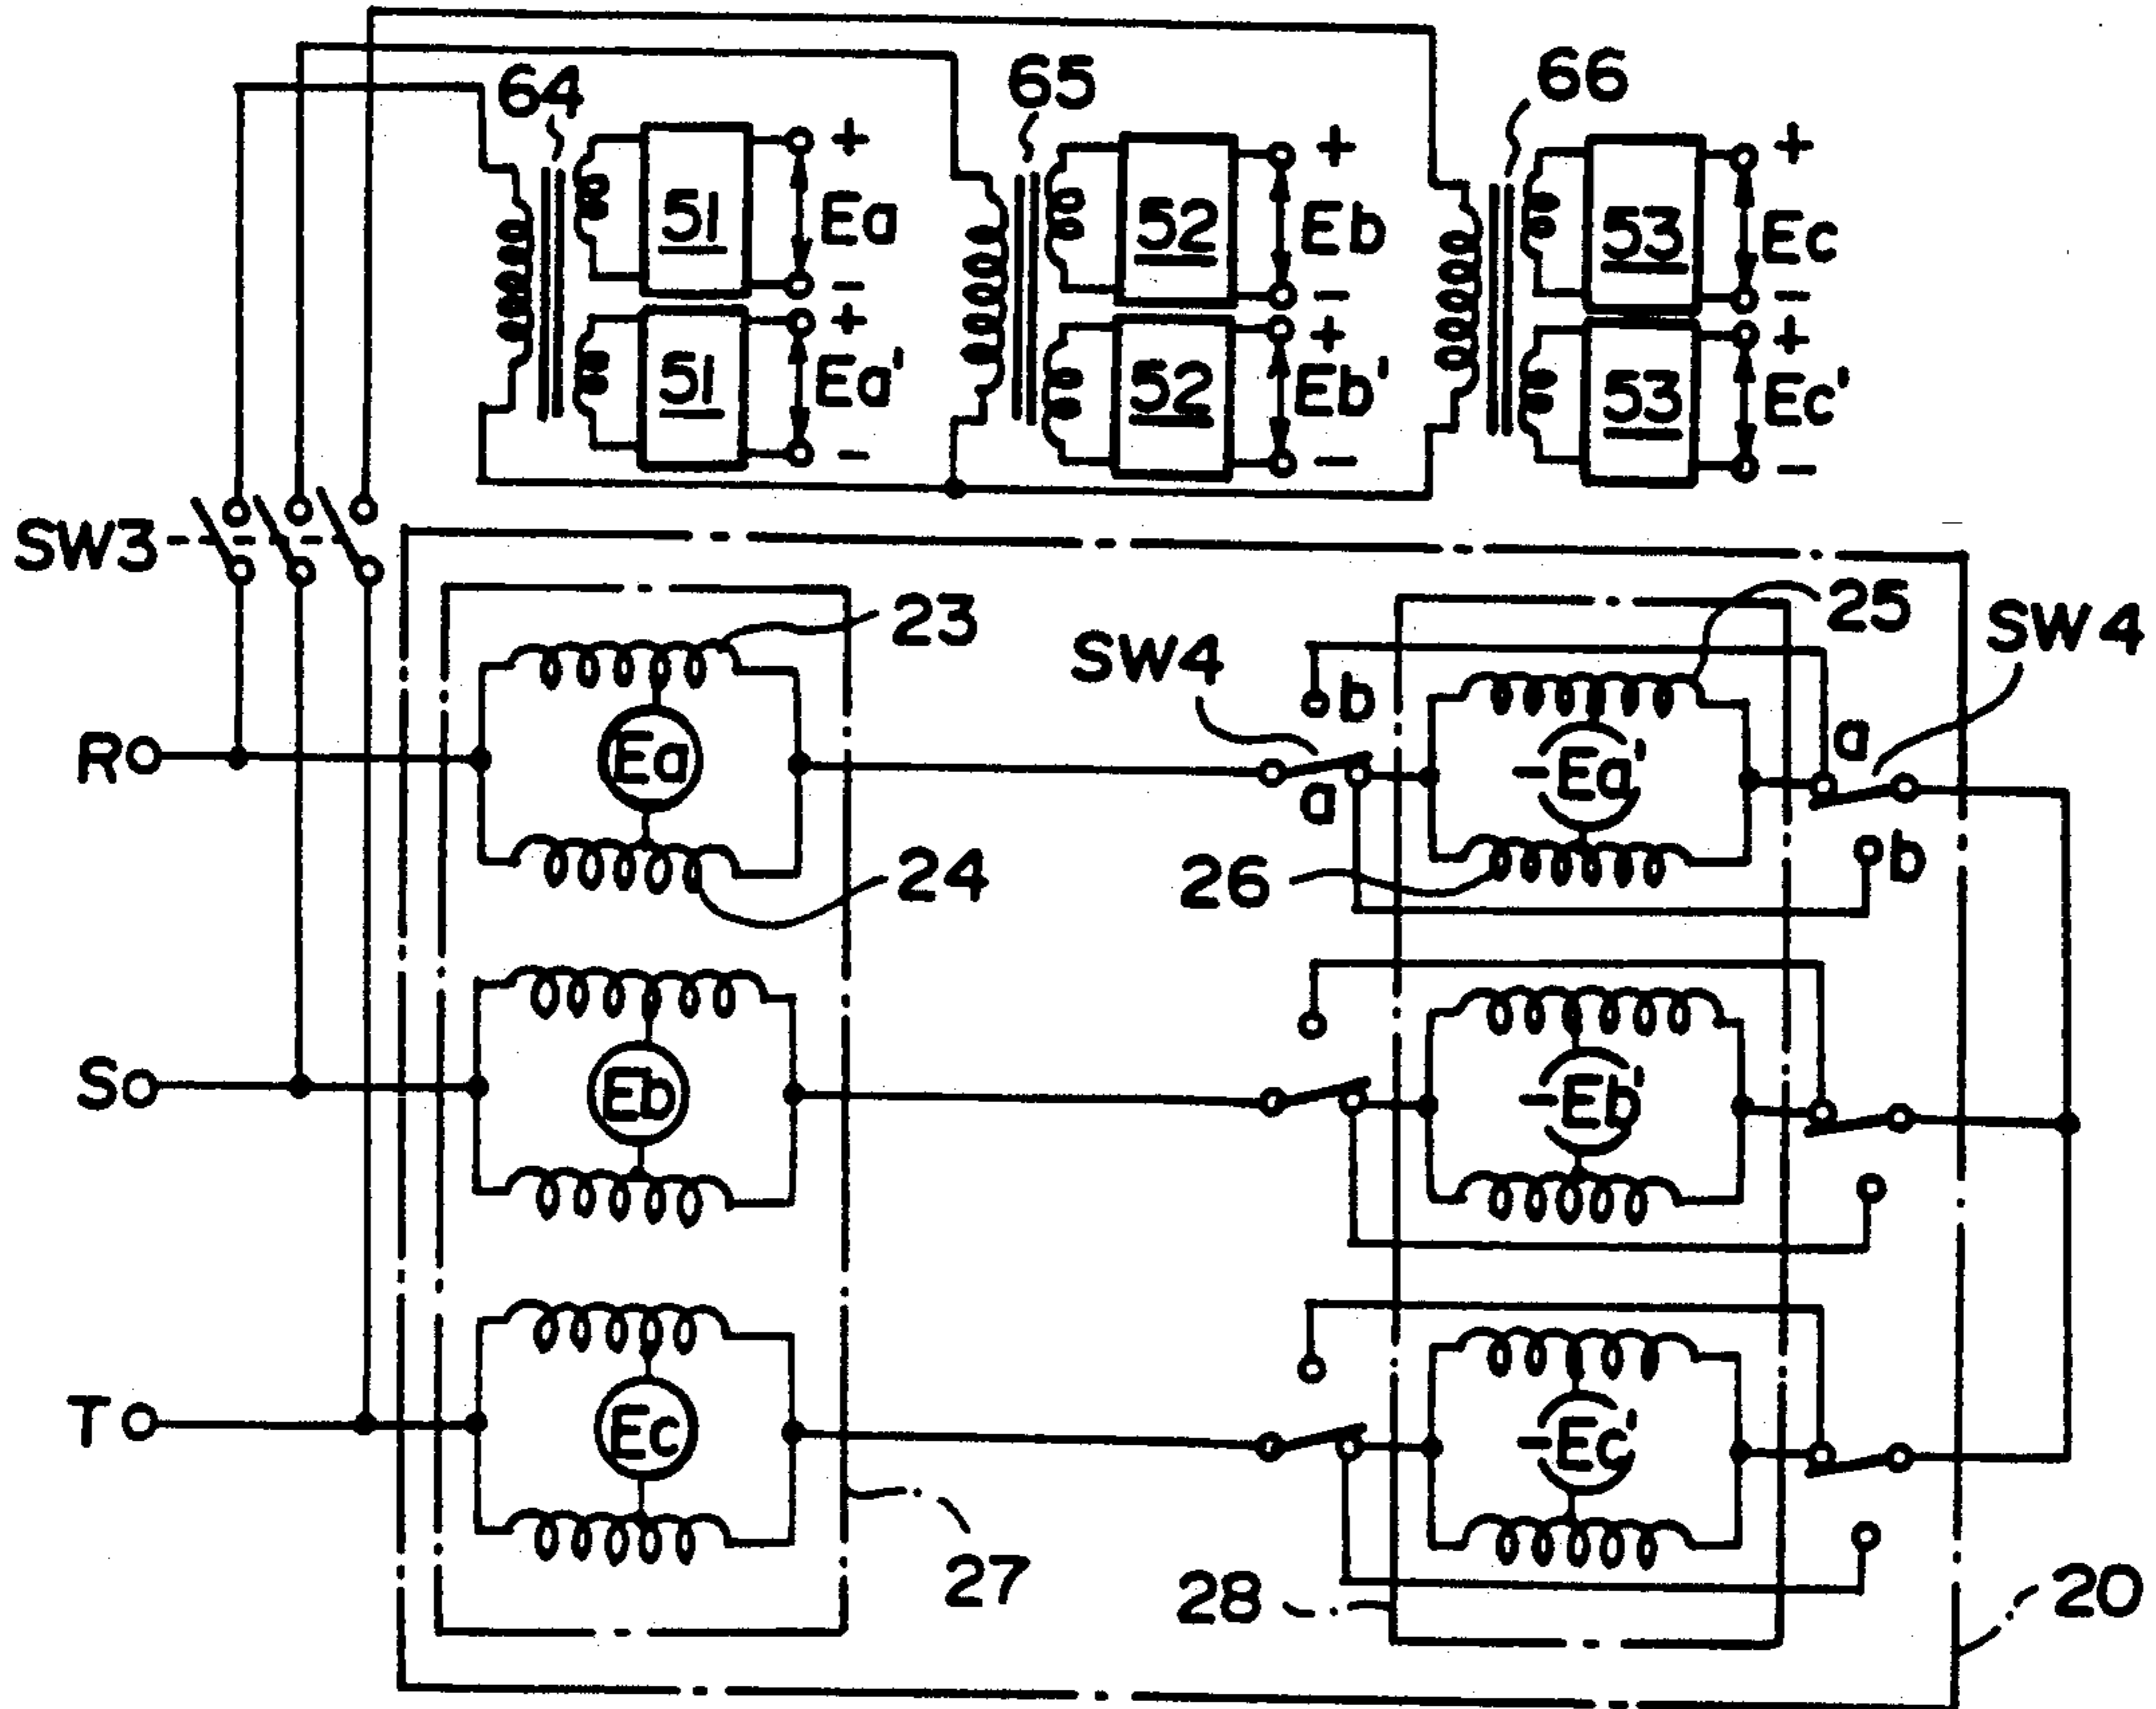 64
65
66
+
+
+
51
Ea
52
Eb
53
Ec
-
-
-
+
+
+
51
Ea'
52
Eb'
53
Ec'
-
-
-
SW3
23
25
SW4
SW4
b
R
Ea
a
-Ea'
a
24
26
b
S
Eb
-Eb'
T
Ec
-Ec'
27
28
20